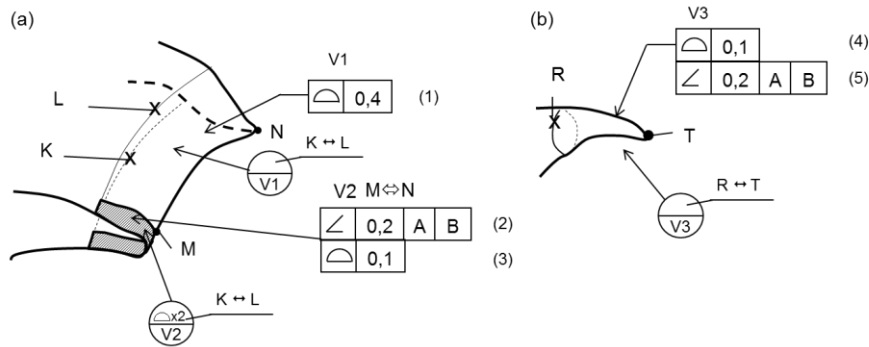 (a)
V1
⌓ 0,4 (1)
L
K
N
K ↔ L
V1
V2 M⇔N
∠ 0,2 A B (2)
⌓ 0,1 (3)
M
K ↔ L
⌓x2
V2
(b)
V3
⌓ 0,1 (4)
∠ 0,2 A B (5)
R
T
R ↔ T
V3